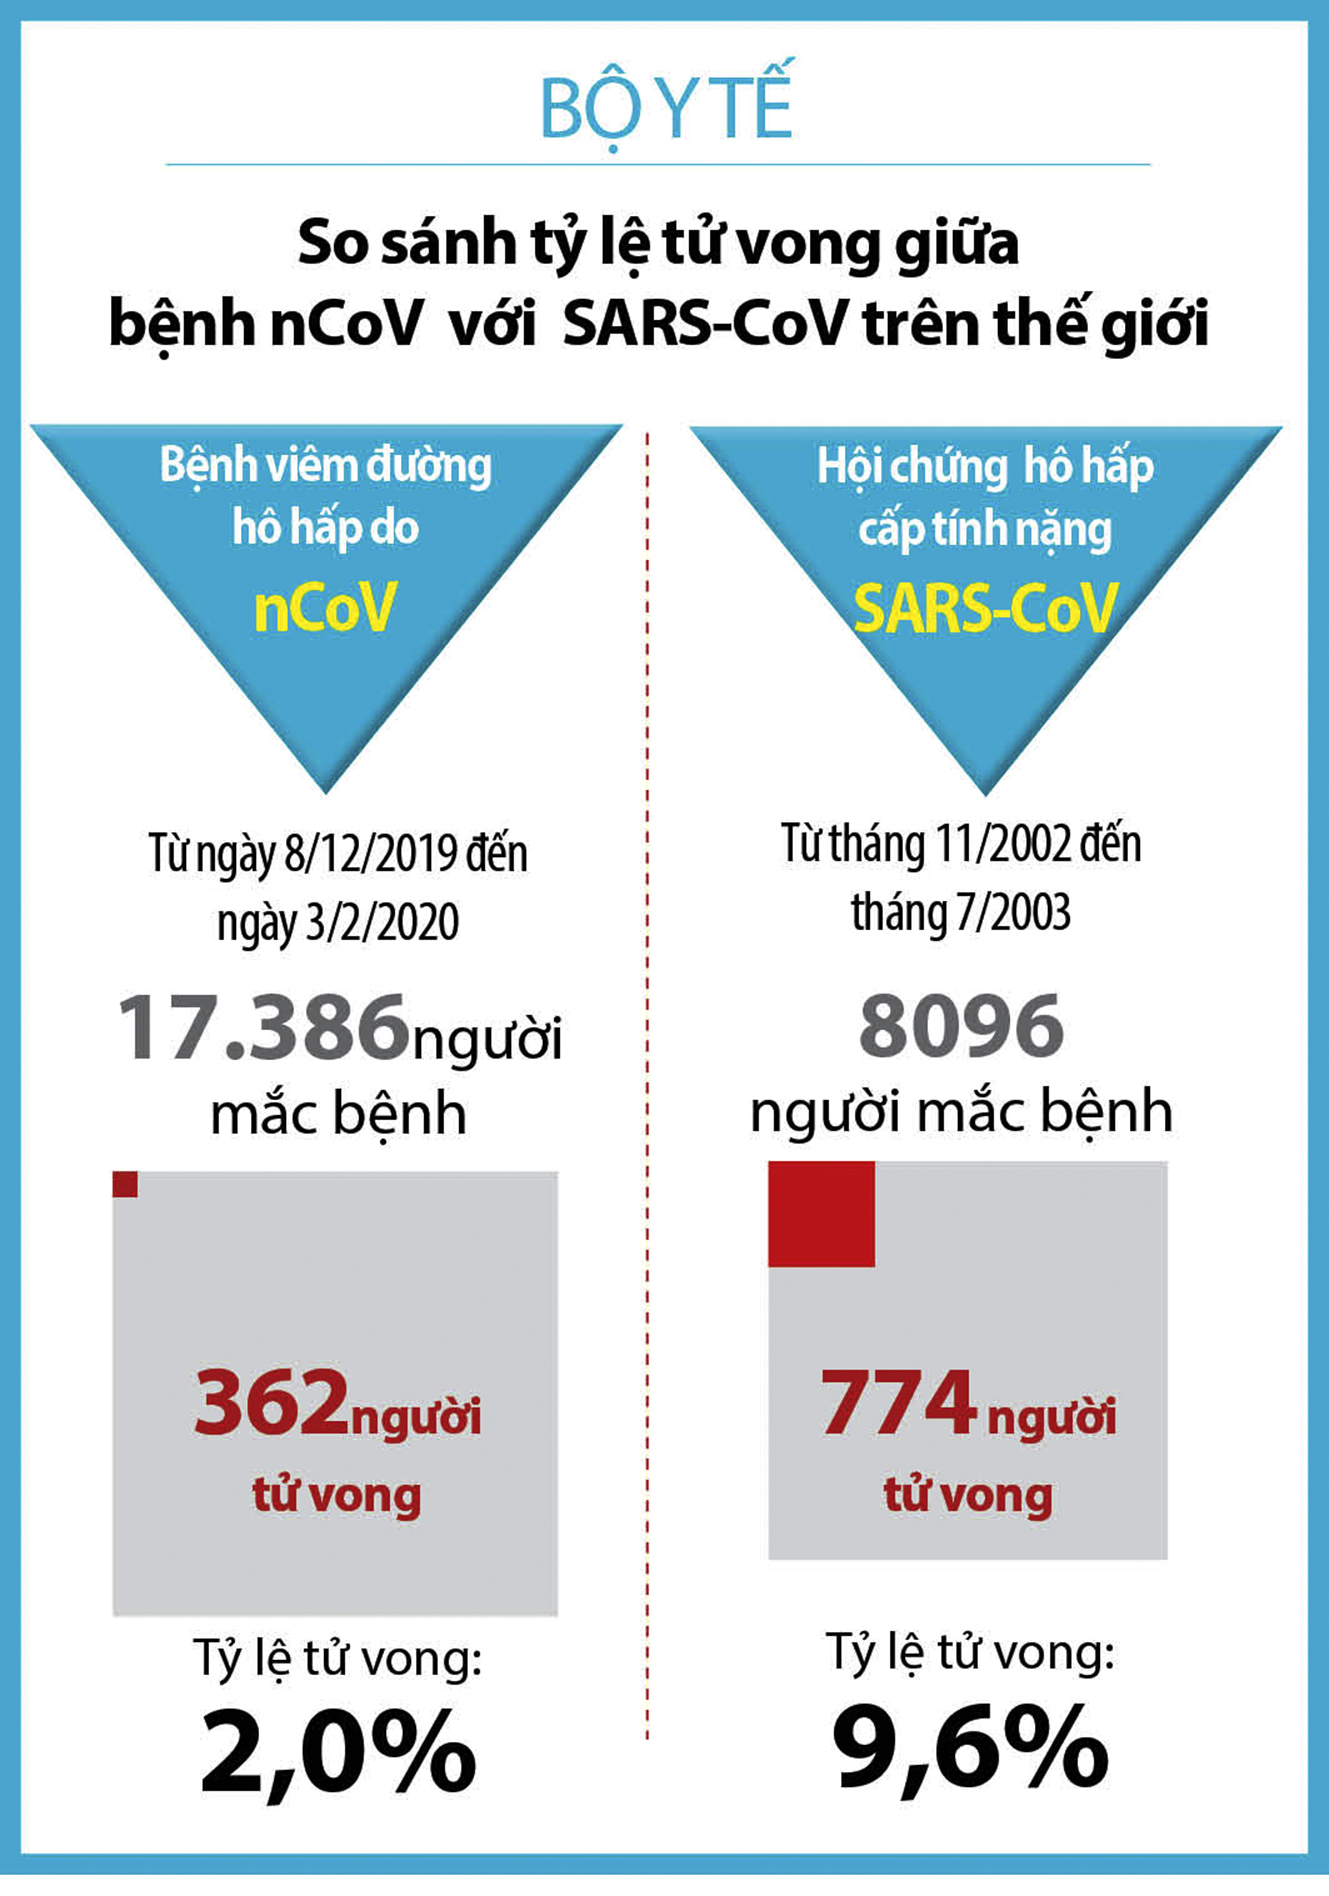 BỘ Y TẾ
So sánh tỷ lệ tử vong giữa
bệnh nCoV với SARS-CoV trên thế giới
Bệnh viêm đường
hô hấp do
nCoV
Từ ngày 8/12/2019 đến
ngày 3/2/2020
17.386người
mắc bệnh
362người
tử vong
Tỷ lệ tử vong:
2,0%
Hội chứng hô hấp
cấp tính nặng
SARS-CoV
Từ tháng 11/2002 đến
tháng 7/2003
8096
người mắc bệnh
774 người
tử vong
Tỷ lệ tử vong:
9,6%